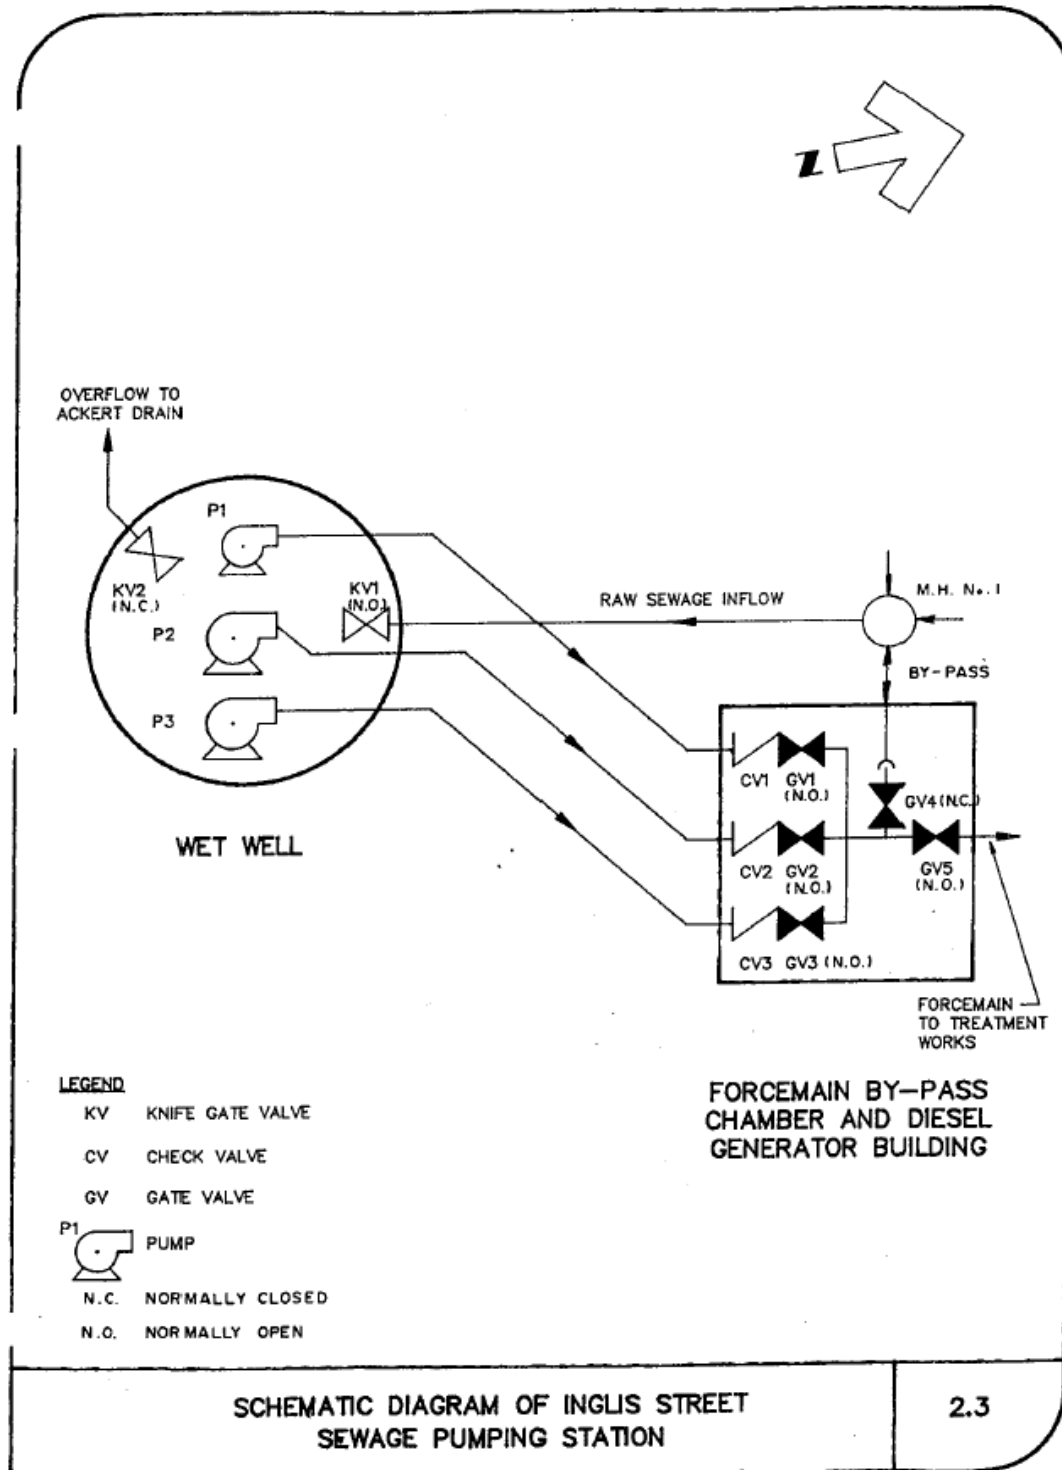 N
OVERFLOW TO
ACKERT DRAIN
P1
KV2
(N.C.)
KV1
(N.O.)
P2
P3
RAW SEWAGE INFLOW
M.H. No. 1
BY-PASS
WET WELL
CV1
GV1
(N.O.)
GV4(N.C.)
CV2
GV2
(N.O.)
GV5
(N.O.)
CV3
GV3 (N.O.)
FORCEMAIN
TO TREATMENT
WORKS
LEGEND
KV KNIFE GATE VALVE
CV CHECK VALVE
GV GATE VALVE
P1 PUMP
N.C. NORMALLY CLOSED
N.O. NORMALLY OPEN
FORCEMAIN BY-PASS
CHAMBER AND DIESEL
GENERATOR BUILDING
SCHEMATIC DIAGRAM OF INGLIS STREET
SEWAGE PUMPING STATION
2.3